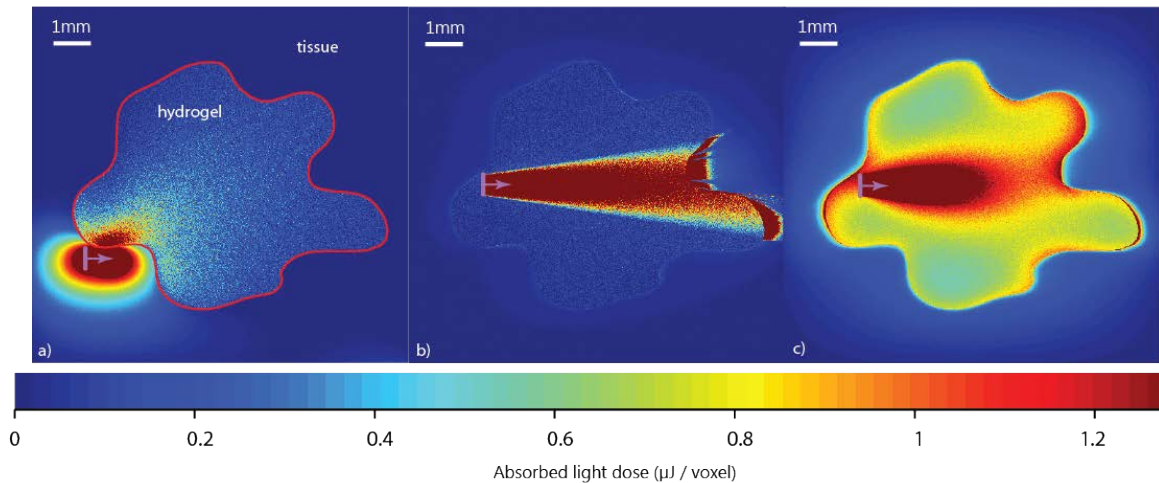 1mm
tissue
hydrogel
a)
1mm
b)
1mm
c)
0 0.2 0.4 0.6 0.8 1 1.2
Absorbed light dose (µJ / voxel)